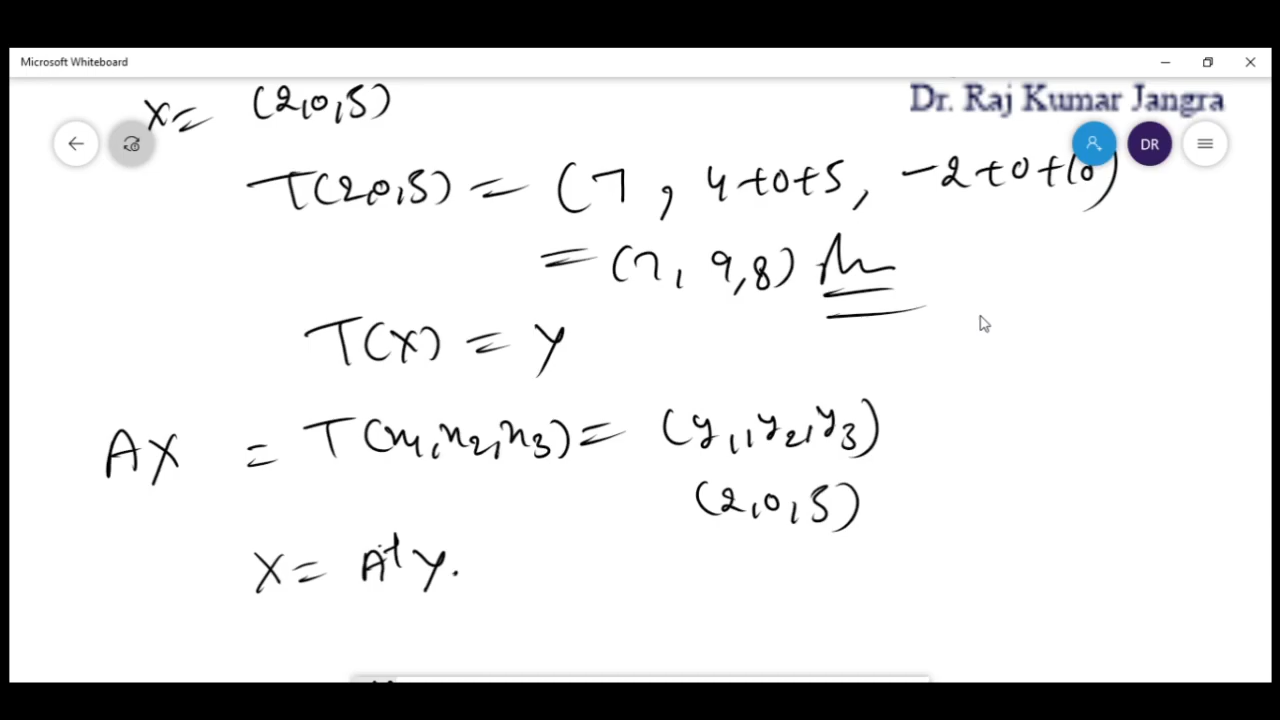 Microsoft Whiteboard
Dr. Raj Kumar Jangra
X= (2,0,5)
DR
T(2,0,5) = (7, 4+0+5, -2+0+10)
= (7, 9,8) Ans
T(X) = Y
AX = T(x1,x2,x3) = (y1,y2,y3)
(2,0,5)
X= A⁻¹Y.